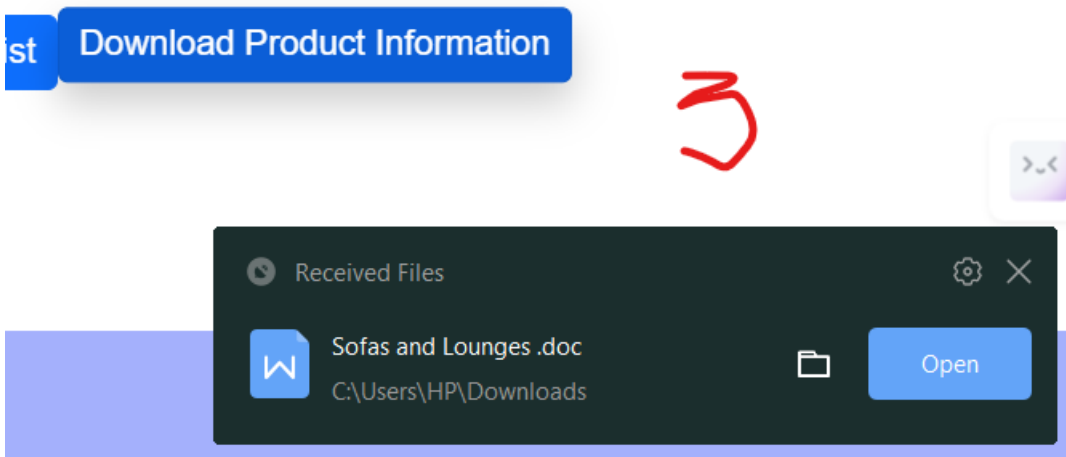 ist
Download Product Information
3
Received Files
Sofas and Lounges .doc
C:\Users\HP\Downloads
Open